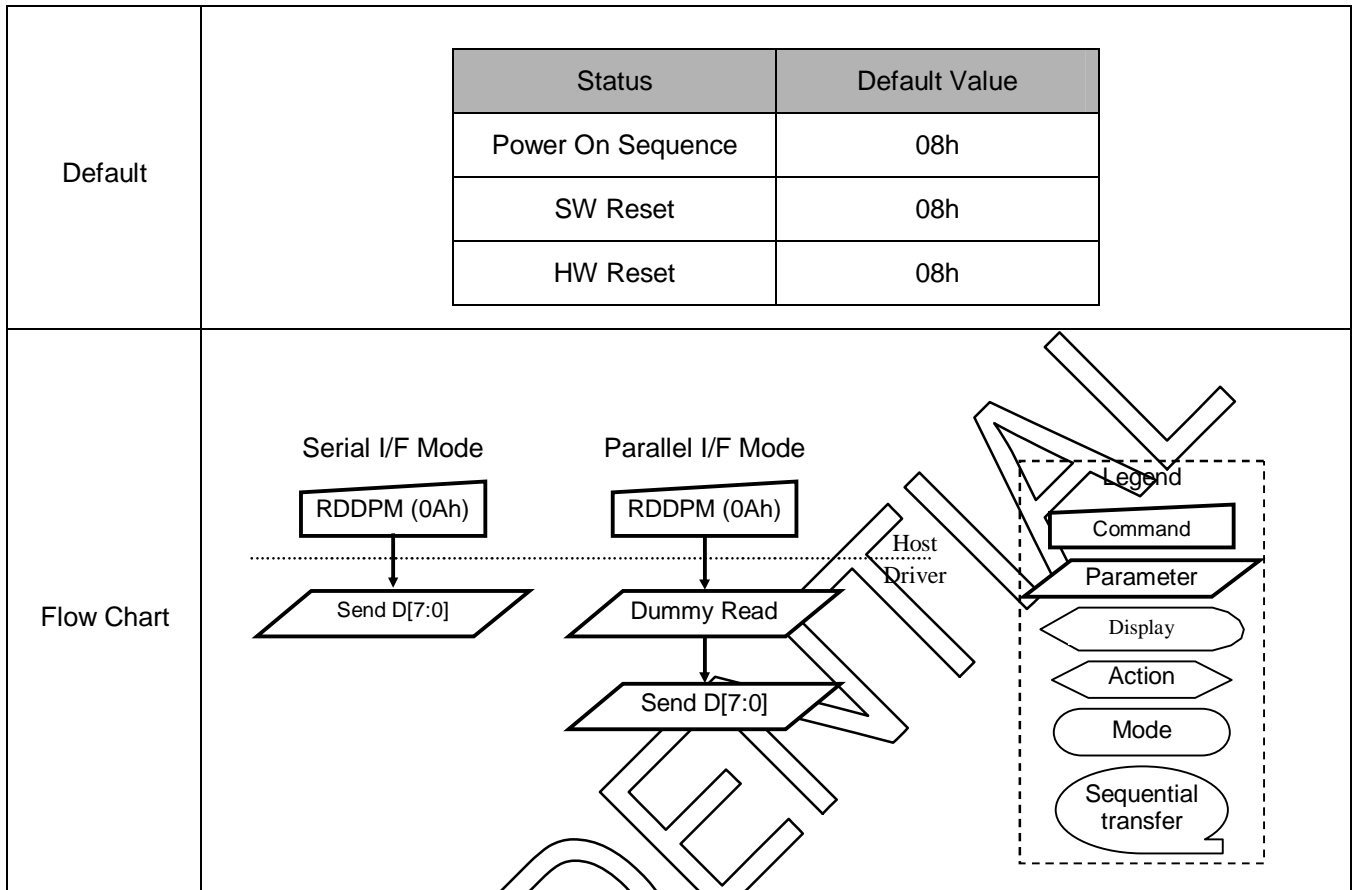 Default
Status Default Value
Power On Sequence 08h
SW Reset 08h
HW Reset 08h
Flow Chart
Serial I/F Mode Parallel I/F Mode
RDDPM (0Ah) RDDPM (0Ah)
Host
Driver
Send D[7:0] Dummy Read
Send D[7:0]
Legend
Command
Parameter
Display
Action
Mode
Sequential
transfer